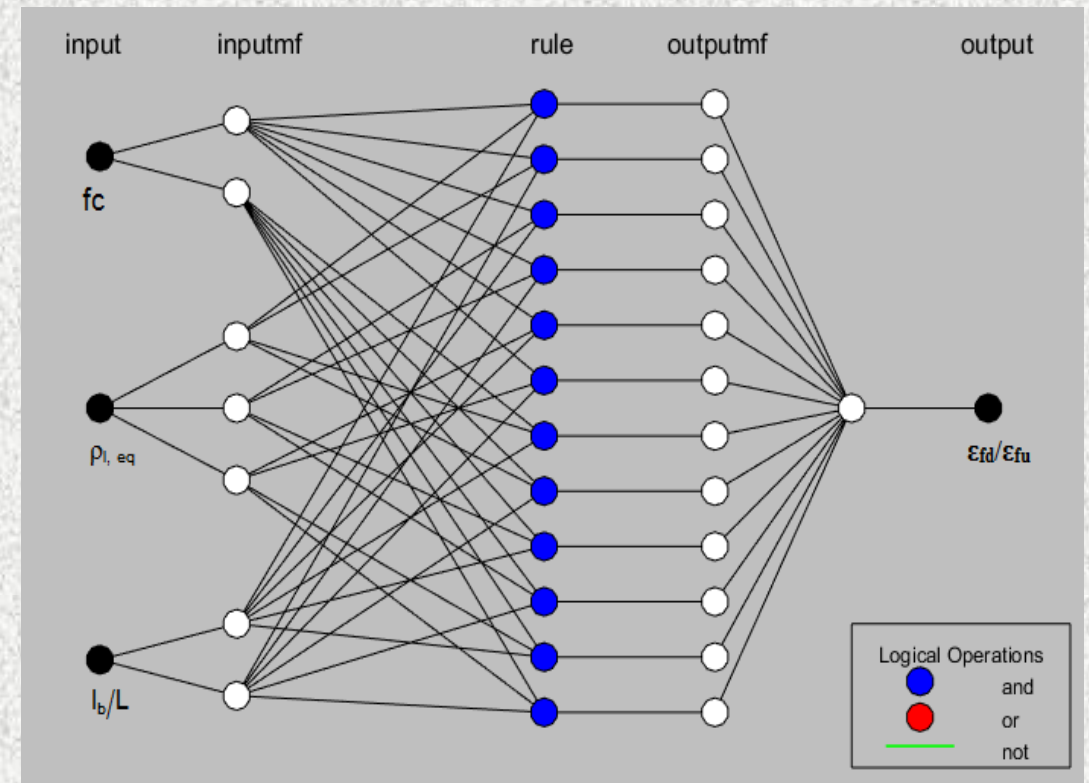 input inputmf rule outputmf output
fc
ρl, eq
lb/L
εfd/εfu
Logical Operations
and
or
not